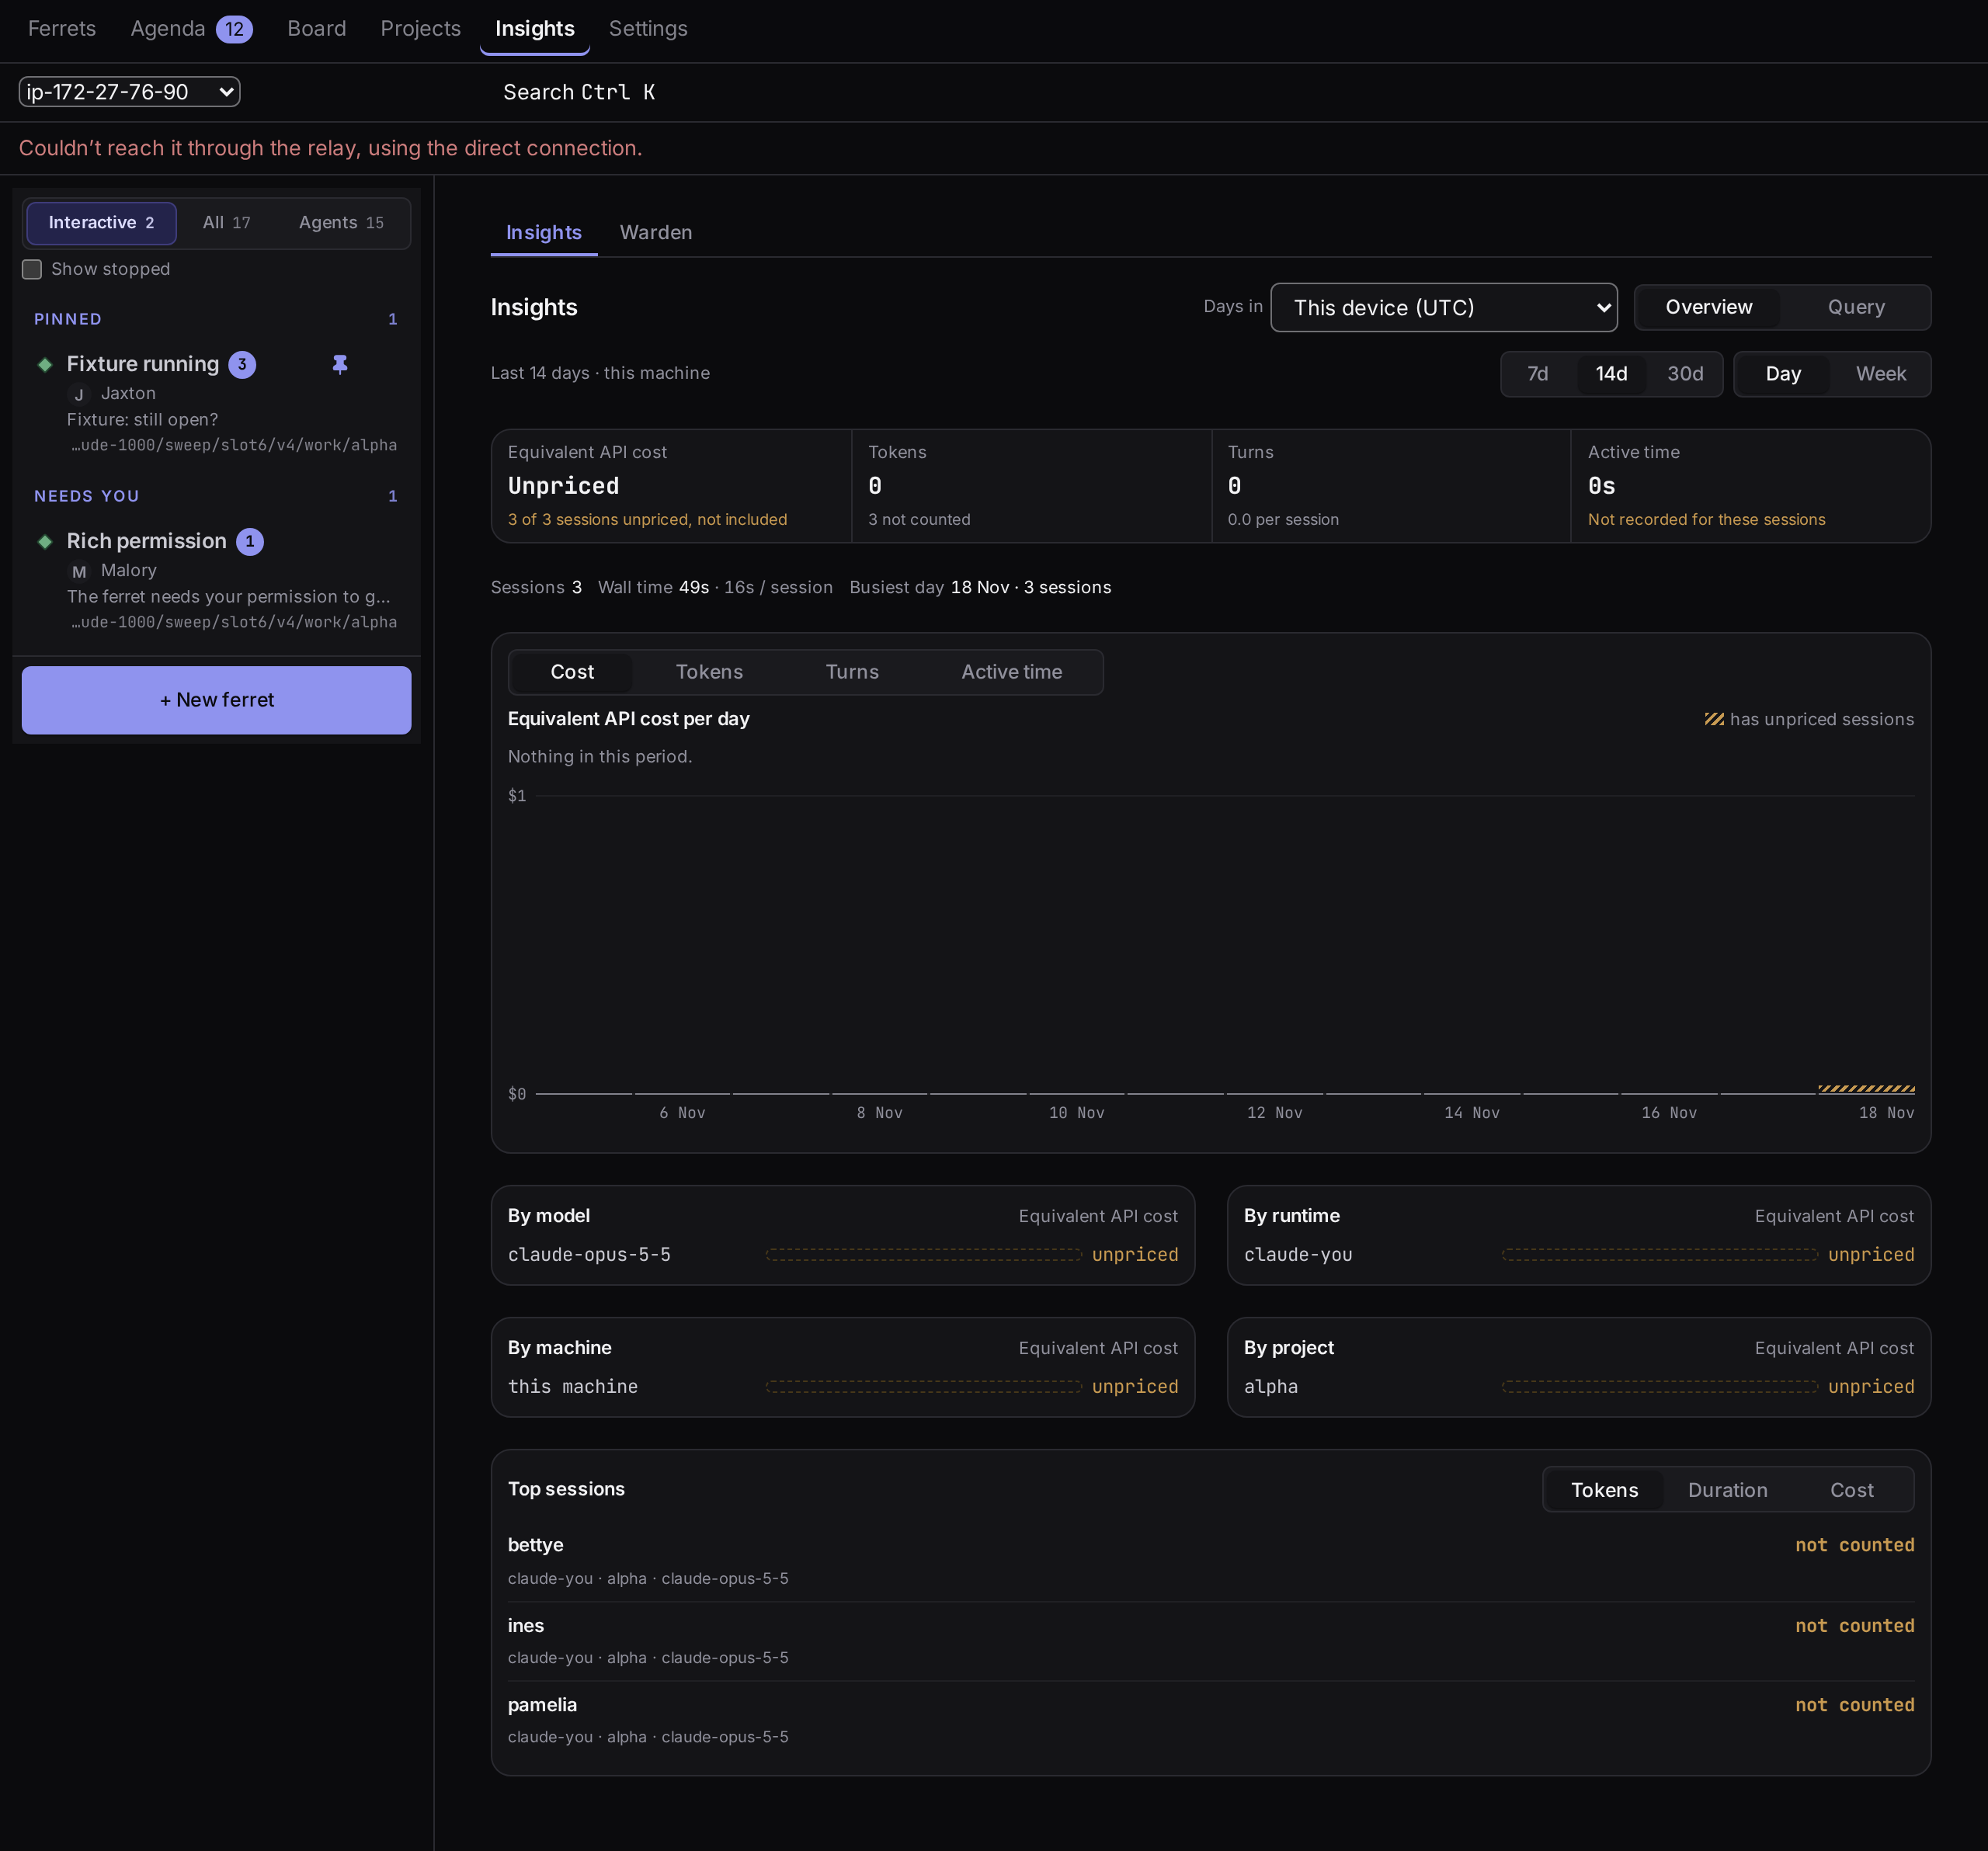 Ferrets Agenda 12 Board Projects Insights Settings
ip-172-27-76-90
Search Ctrl K
Couldn’t reach it through the relay, using the direct connection.
Interactive 2 All 17 Agents 15
Show stopped
PINNED 1
Fixture running 3
J Jaxton
Fixture: still open?
…ude-1000/sweep/slot6/v4/work/alpha
NEEDS YOU 1
Rich permission 1
M Malory
The ferret needs your permission to g…
…ude-1000/sweep/slot6/v4/work/alpha
+ New ferret
Insights Warden
Insights
Days in This device (UTC)
Overview Query
Last 14 days · this machine
7d 14d 30d
Day Week
Equivalent API cost
Unpriced
3 of 3 sessions unpriced, not included
Tokens
0
3 not counted
Turns
0
0.0 per session
Active time
0s
Not recorded for these sessions
Sessions 3 Wall time 49s · 16s / session Busiest day 18 Nov · 3 sessions
Cost Tokens Turns Active time
Equivalent API cost per day
has unpriced sessions
Nothing in this period.
$1
$0
6 Nov 8 Nov 10 Nov 12 Nov 14 Nov 16 Nov 18 Nov
By model Equivalent API cost
claude-opus-5-5 unpriced
By runtime Equivalent API cost
claude-you unpriced
By machine Equivalent API cost
this machine unpriced
By project Equivalent API cost
alpha unpriced
Top sessions
Tokens Duration Cost
bettye not counted
claude-you · alpha · claude-opus-5-5
ines not counted
claude-you · alpha · claude-opus-5-5
pamelia not counted
claude-you · alpha · claude-opus-5-5